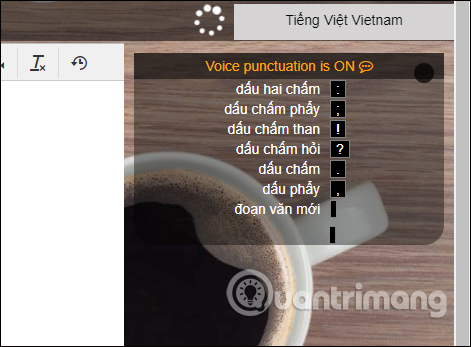 Tiếng Việt Vietnam
Voice punctuation is ON
dấu hai chấm :
dấu chấm phẩy ;
dấu chấm than !
dấu chấm hỏi ?
dấu chấm .
dấu phẩy ,
đoạn văn mới
Quantrimang